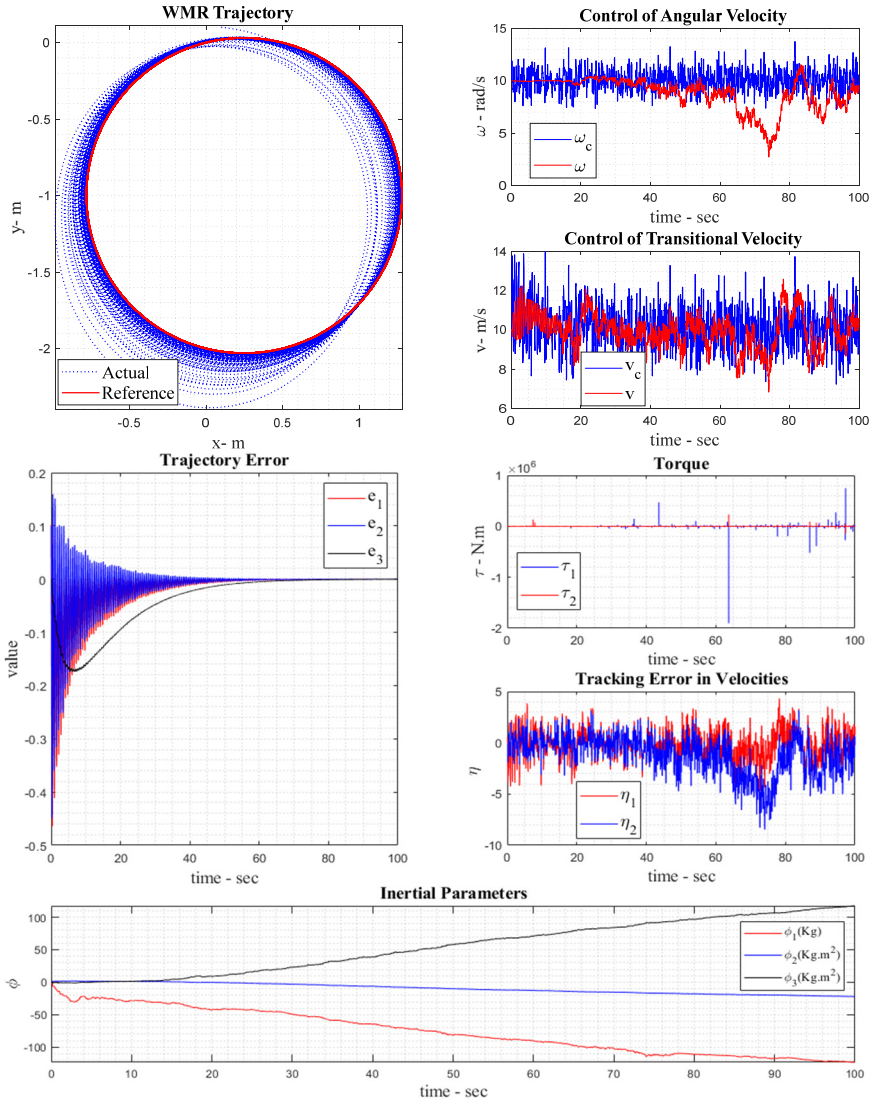 WMR Trajectory
0
-0.5
-1
-1.5
-2
y- m
Actual
Reference
-0.5
0
0.5
1
x- m
Control of Angular Velocity
15
10
5
0
ω - rad/s
ω_c
ω
0
20
40
60
80
100
time - sec
Control of Transitional Velocity
14
12
10
8
6
v- m/s
v_c
v
0
20
40
60
80
100
time - sec
Trajectory Error
0.2
0.1
0
-0.1
-0.2
-0.3
-0.4
-0.5
value
e_1
e_2
e_3
0
20
40
60
80
100
time - sec
Torque
×10^6
1
0
-1
-2
τ - N.m
τ_1
τ_2
0
20
40
60
80
100
time - sec
Tracking Error in Velocities
5
0
-5
-10
η
η_1
η_2
0
20
40
60
80
100
time - sec
Inertial Parameters
100
50
0
-50
-100
ϕ
ϕ_1(Kg)
ϕ_2(Kg.m^2)
ϕ_3(Kg.m^2)
0
10
20
30
40
50
60
70
80
90
100
time - sec